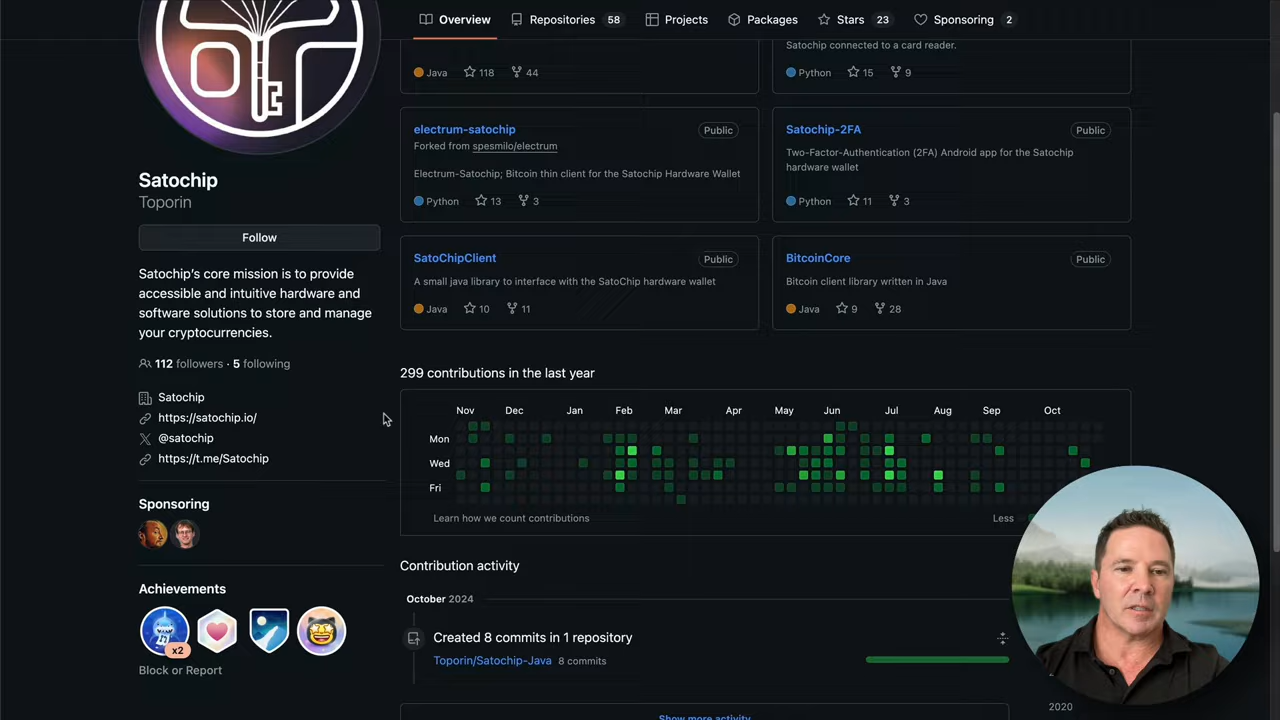 Overview
Repositories 58
Projects
Packages
Stars 23
Sponsoring 2
Satochip connected to a card reader.
Java 118 44
Python 15 9
electrum-satochip Public
Forked from spesmilo/electrum
Electrum-Satochip; Bitcoin thin client for the Satochip Hardware Wallet
Python 13 3
Satochip-2FA Public
Two-Factor-Authentication (2FA) Android app for the Satochip
hardware wallet
Python 11 3
SatoChipClient Public
A small java library to interface with the SatoChip hardware wallet
Java 10 11
BitcoinCore Public
Bitcoin client library written in Java
Java 9 28
Satochip
Toporin
Follow
Satochip's core mission is to provide
accessible and intuitive hardware and
software solutions to store and manage
your cryptocurrencies.
112 followers · 5 following
Satochip
https://satochip.io/
@satochip
https://t.me/Satochip
Sponsoring
Achievements
x2
Block or Report
299 contributions in the last year
Nov Dec Jan Feb Mar Apr May Jun Jul Aug Sep Oct
Mon
Wed
Fri
Learn how we count contributions
Less
Contribution activity
October 2024
Created 8 commits in 1 repository
Toporin/Satochip-Java 8 commits
Show more activity
2020